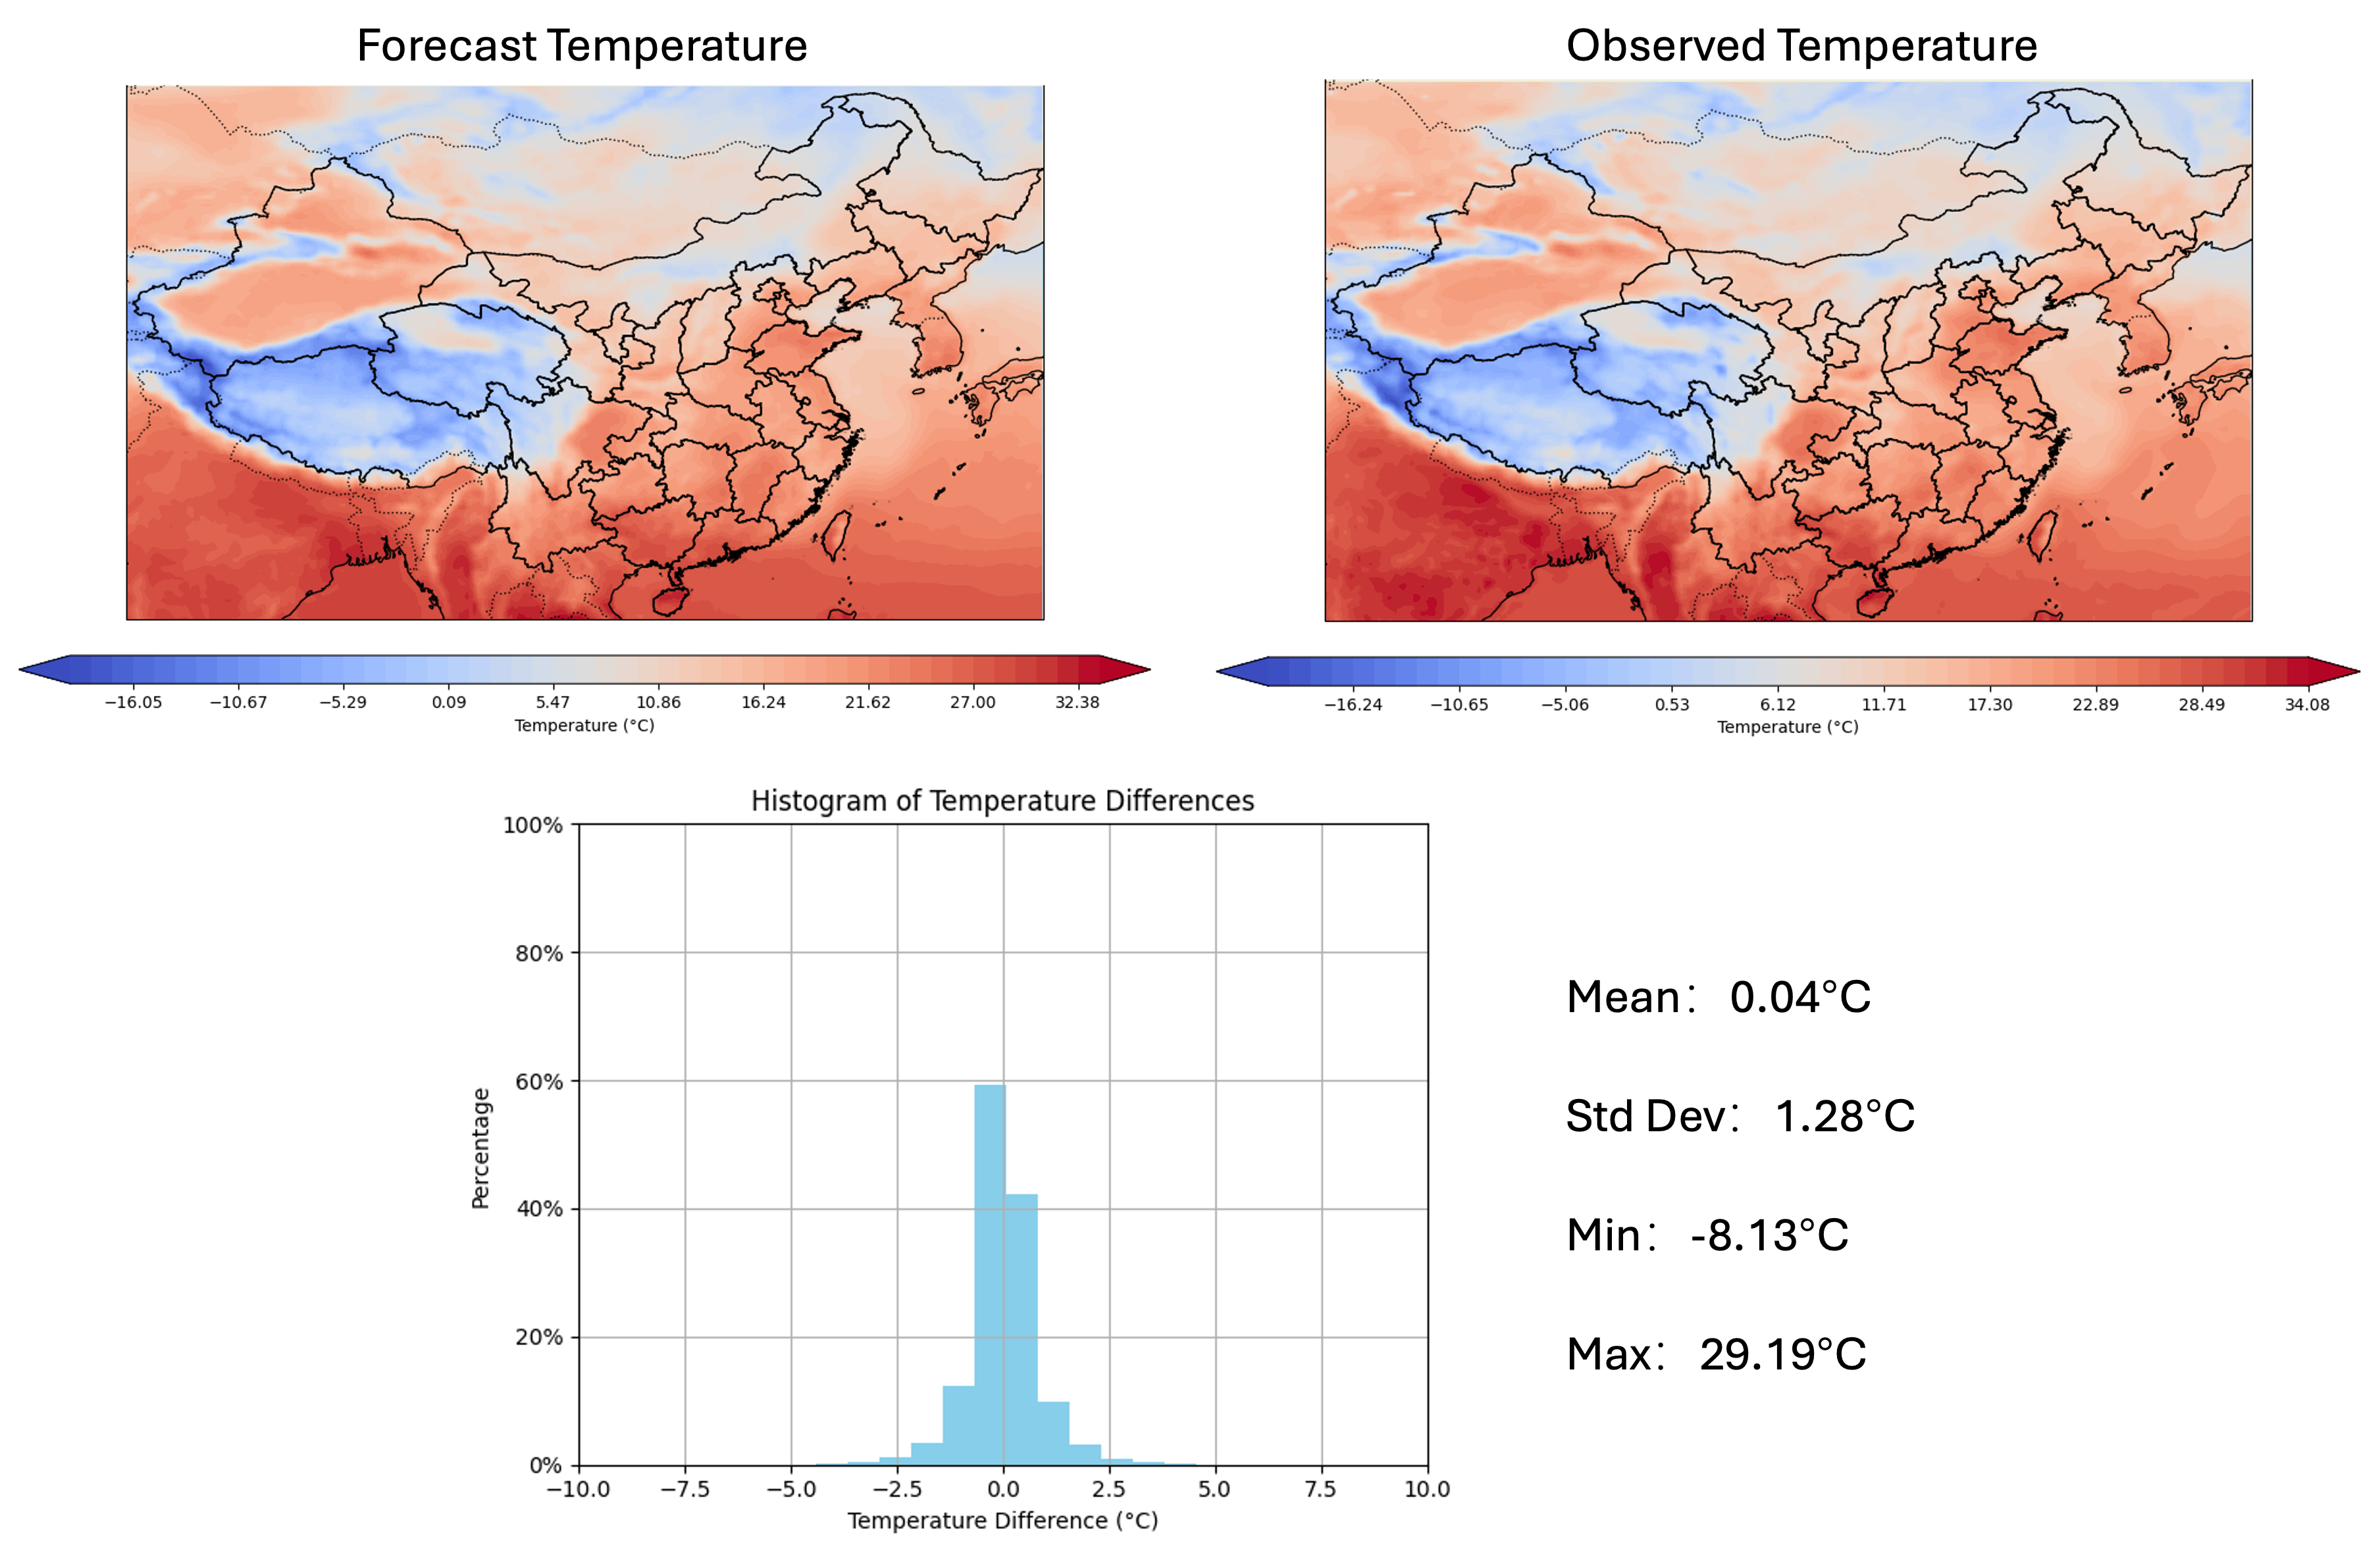 Forecast Temperature
Observed Temperature
−16.05 −10.67 −5.29 0.09 5.47 10.86 16.24 21.62 27.00 32.38
Temperature (°C)
−16.24 −10.65 −5.06 0.53 6.12 11.71 17.30 22.89 28.49 34.08
Temperature (°C)
Histogram of Temperature Differences
100%
80%
60%
40%
20%
0%
Percentage
−10.0 −7.5 −5.0 −2.5 0.0 2.5 5.0 7.5 10.0
Temperature Difference (°C)
Mean：0.04°C
Std Dev：1.28°C
Min：-8.13°C
Max：29.19°C